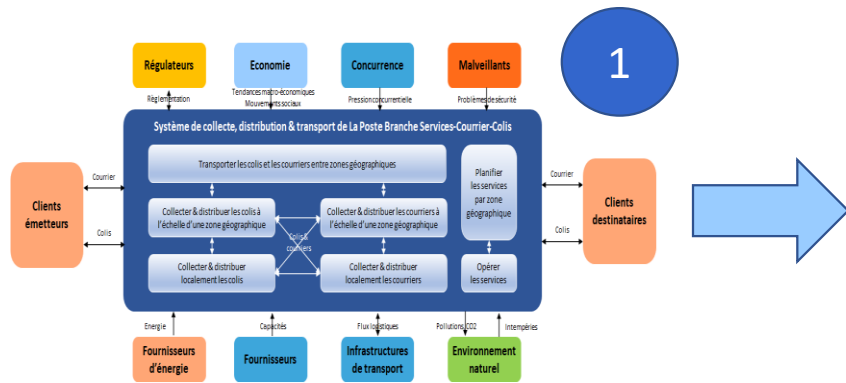 Régulateurs
Economie
Concurrence
Malveillants
1
Règlementation
Tendances macro-économiques
Mouvements sociaux
Pression concurrentielle
Problèmes de sécurité
Système de collecte, distribution & transport de La Poste Branche Services-Courrier-Colis
Transporter les colis et les courriers entre zones géographiques
Planifier
les services
par zone
géographique
Courrier
Colis
Clients
émetteurs
Collecter & distribuer les colis à
l'échelle d'une zone géographique
Collecter & distribuer les courriers à
l'échelle d'une zone géographique
Colis &
courriers
Courrier
Colis
Clients
destinataires
Collecter & distribuer
localement les colis
Collecter & distribuer
localement les courriers
Opérer
les services
Energie
Capacités
Flux logistiques
Pollutions, CO2
Intempéries
Fournisseurs
d'énergie
Fournisseurs
Infrastructures
de transport
Environnement
naturel